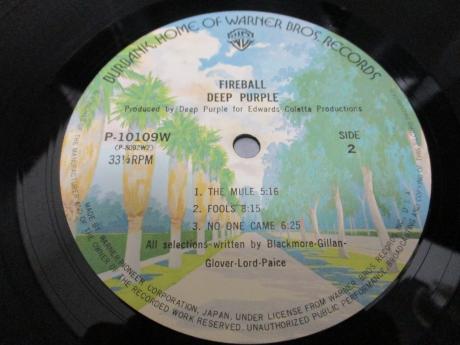 BURBANK, HOME OF WARNER BROS. RECORDS
FIREBALL
DEEP PURPLE
Produced by Deep Purple for Edwards Coletta Productions
P-10109W
(P-8092W2)
33⅓RPM
SIDE
2
1. THE MULE 5:16
2. FOOLS 8:15
3. NO ONE CAME 6:25
All selections written by Blackmore-Gillan-
Glover-Lord-Paice
MADE BY WARNER-PIONEER CORPORATION, JAPAN, UNDER LICENSE FROM WARNER BROS. RECORDS
THE RECORDED WORK RESERVED. UNAUTHORIZED PUBLIC PERFORMANCE,